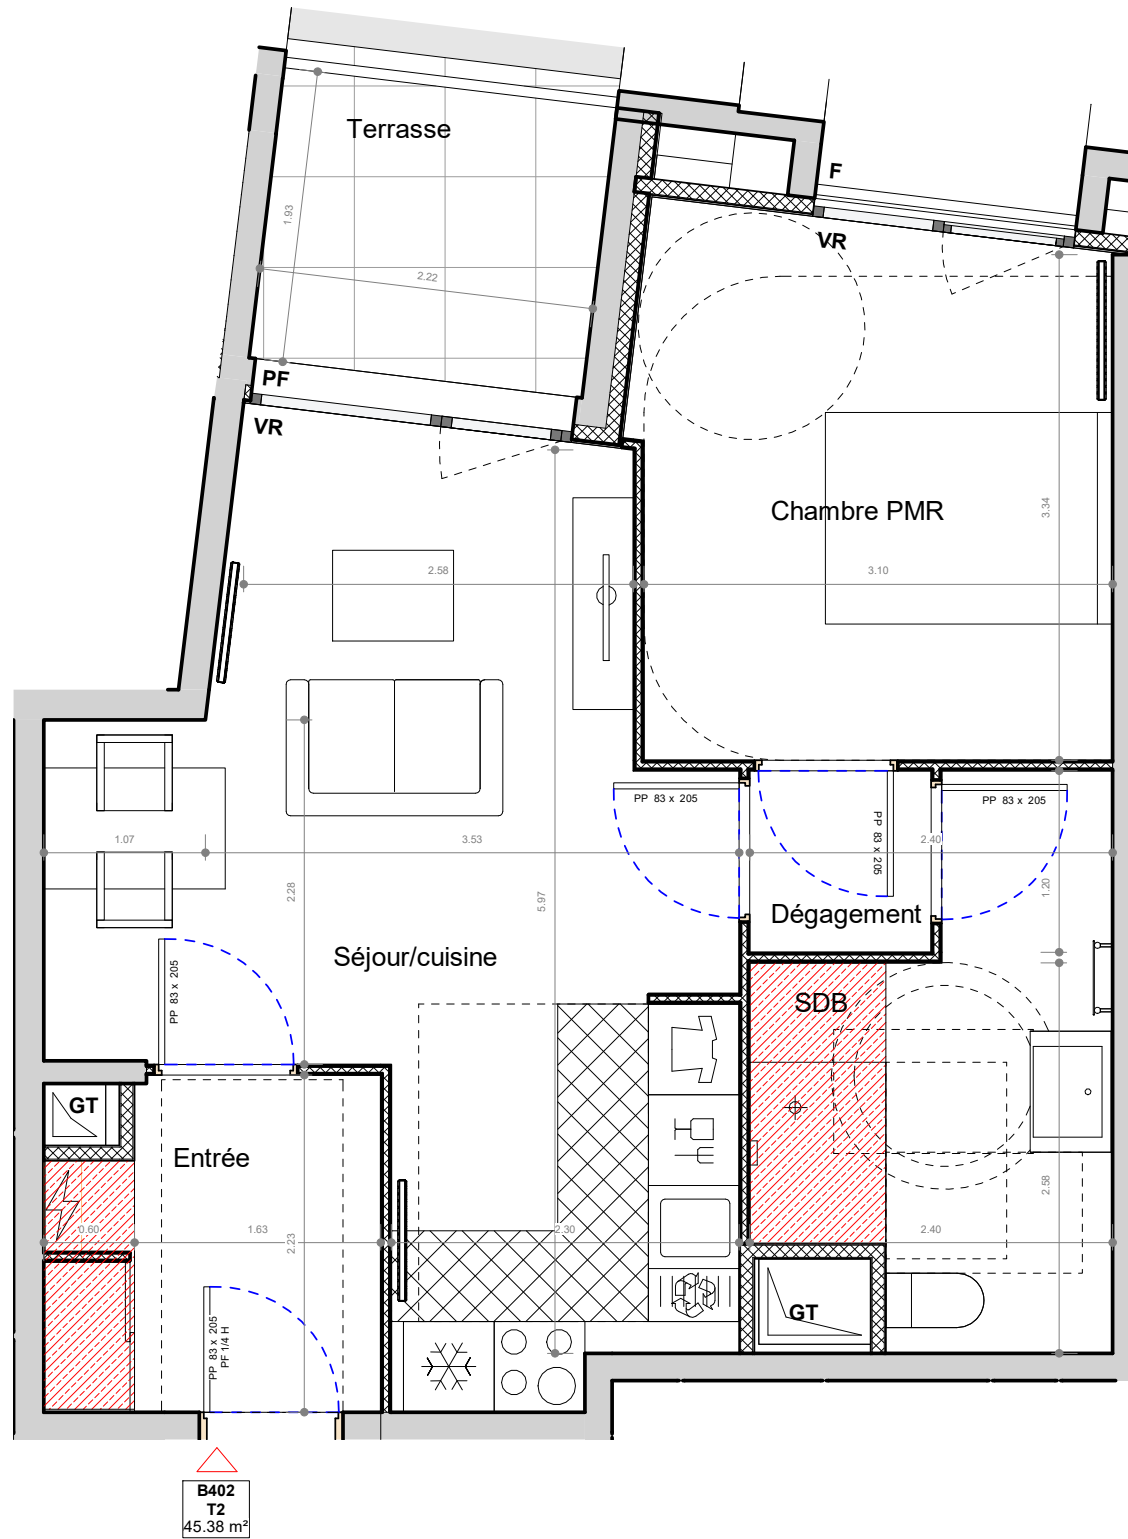 Terrasse
1.93
2.22
F
VR
PF
VR
Chambre PMR
3.34
2.58
3.10
PP 83 x 205
PP 83 x 205
PP 83 x 205
1.07
3.53
2.40
2.28
5.97
1.20
Dégagement
Séjour/cuisine
PP 83 x 205
SDB
GT
Entrée
2.58
0.60
1.63
2.23
2.30
2.40
GT
PP 83 x 205
PF 1/4 H
B402
T2
45.38 m²